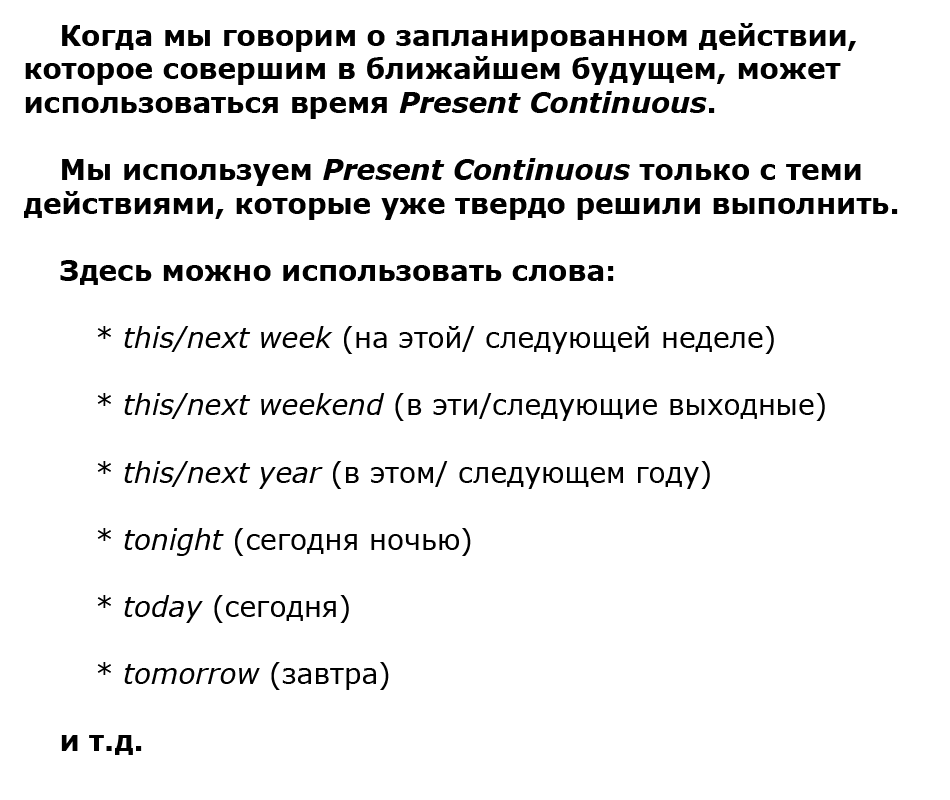 Когда мы говорим о запланированном действии,
которое совершим в ближайшем будущем, может
использоваться время Present Continuous.
Мы используем Present Continuous только с теми
действиями, которые уже твердо решили выполнить.
Здесь можно использовать слова:
* this/next week (на этой/ следующей неделе)
* this/next weekend (в эти/следующие выходные)
* this/next year (в этом/ следующем году)
* tonight (сегодня ночью)
* today (сегодня)
* tomorrow (завтра)
и т.д.